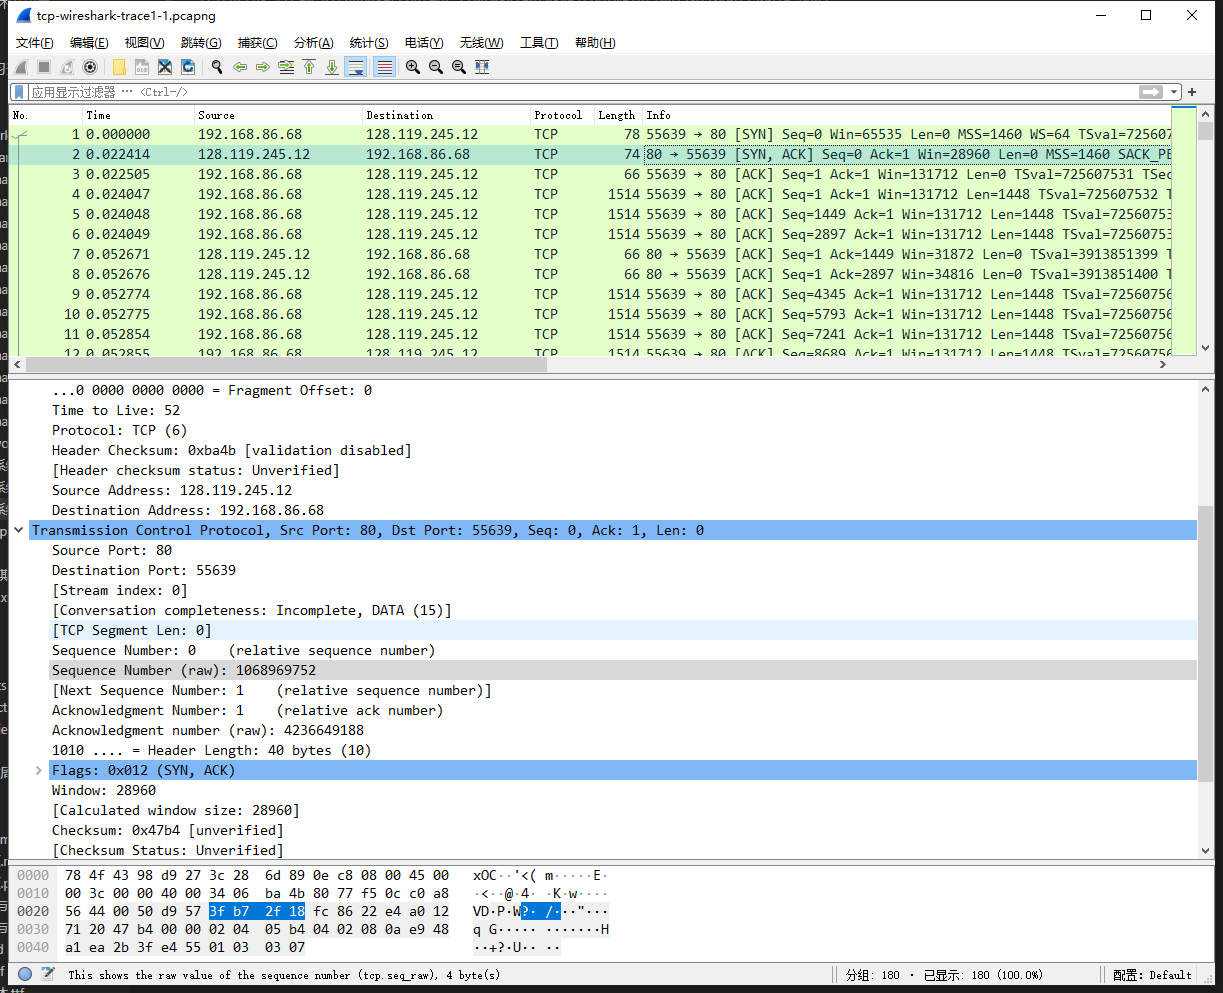 tcp-wireshark-trace1-1.pcapng
文件(F) 编辑(E) 视图(V) 跳转(G) 捕获(C) 分析(A) 统计(S) 电话(Y) 无线(W) 工具(T) 帮助(H)
应用显示过滤器 … <Ctrl-/>
No. Time Source Destination Protocol Length Info
1 0.000000 192.168.86.68 128.119.245.12 TCP 78 55639 → 80 [SYN] Seq=0 Win=65535 Len=0 MSS=1460 WS=64 TSval=725607
2 0.022414 128.119.245.12 192.168.86.68 TCP 74 80 → 55639 [SYN, ACK] Seq=0 Ack=1 Win=28960 Len=0 MSS=1460 SACK_PE
3 0.022505 192.168.86.68 128.119.245.12 TCP 66 55639 → 80 [ACK] Seq=1 Ack=1 Win=131712 Len=0 TSval=725607531 TSec
4 0.024047 192.168.86.68 128.119.245.12 TCP 1514 55639 → 80 [ACK] Seq=1 Ack=1 Win=131712 Len=1448 TSval=725607532 T
5 0.024048 192.168.86.68 128.119.245.12 TCP 1514 55639 → 80 [ACK] Seq=1449 Ack=1 Win=131712 Len=1448 TSval=72560753
6 0.024049 192.168.86.68 128.119.245.12 TCP 1514 55639 → 80 [ACK] Seq=2897 Ack=1 Win=131712 Len=1448 TSval=72560753
7 0.052671 128.119.245.12 192.168.86.68 TCP 66 80 → 55639 [ACK] Seq=1 Ack=1449 Win=31872 Len=0 TSval=3913851399 T
8 0.052676 128.119.245.12 192.168.86.68 TCP 66 80 → 55639 [ACK] Seq=1 Ack=2897 Win=34816 Len=0 TSval=3913851400 T
9 0.052774 192.168.86.68 128.119.245.12 TCP 1514 55639 → 80 [ACK] Seq=4345 Ack=1 Win=131712 Len=1448 TSval=72560756
10 0.052775 192.168.86.68 128.119.245.12 TCP 1514 55639 → 80 [ACK] Seq=5793 Ack=1 Win=131712 Len=1448 TSval=72560756
11 0.052854 192.168.86.68 128.119.245.12 TCP 1514 55639 → 80 [ACK] Seq=7241 Ack=1 Win=131712 Len=1448 TSval=72560756
12 0.052855 192.168.86.68 128.119.245.12 TCP 1514 55639 → 80 [ACK] Seq=8689 Ack=1 Win=131712 Len=1448 TSval=72560756
...0 0000 0000 0000 = Fragment Offset: 0
Time to Live: 52
Protocol: TCP (6)
Header Checksum: 0xba4b [validation disabled]
[Header checksum status: Unverified]
Source Address: 128.119.245.12
Destination Address: 192.168.86.68
Transmission Control Protocol, Src Port: 80, Dst Port: 55639, Seq: 0, Ack: 1, Len: 0
Source Port: 80
Destination Port: 55639
[Stream index: 0]
[Conversation completeness: Incomplete, DATA (15)]
[TCP Segment Len: 0]
Sequence Number: 0 (relative sequence number)
Sequence Number (raw): 1068969752
[Next Sequence Number: 1 (relative sequence number)]
Acknowledgment Number: 1 (relative ack number)
Acknowledgment number (raw): 4236649188
1010 .... = Header Length: 40 bytes (10)
Flags: 0x012 (SYN, ACK)
Window: 28960
[Calculated window size: 28960]
Checksum: 0x47b4 [unverified]
[Checksum Status: Unverified]
0000 78 4f 43 98 d9 27 3c 28 6d 89 0e c8 08 00 45 00 xOC··'<( m·····E·
0010 00 3c 00 00 40 00 34 06 ba 4b 80 77 f5 0c c0 a8 ·<··@·4· ·K·w····
0020 56 44 00 50 d9 57 3f b7 2f 18 fc 86 22 e4 a0 12 VD·P·W?· /···"···
0030 71 20 47 b4 00 00 02 04 05 b4 04 02 08 0a e9 48 q G····· ·······H
0040 a1 ea 2b 3f e4 55 01 03 03 07 ··+?·U·· ··
This shows the raw value of the sequence number (tcp.seq_raw), 4 byte(s) 分组: 180 · 已显示: 180 (100.0%) 配置: Default